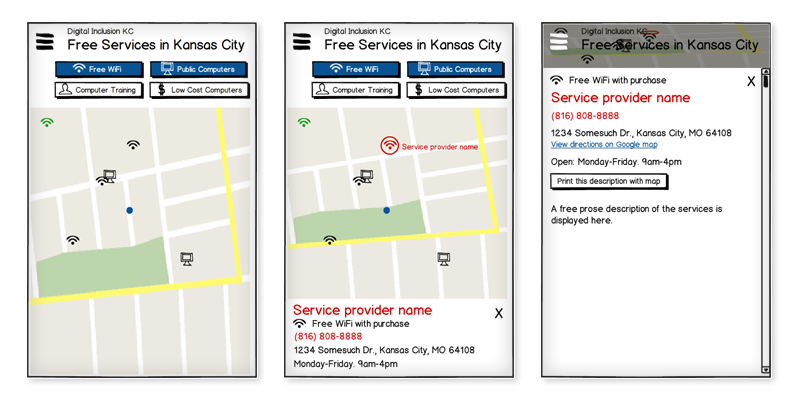 Digital Inclusion KC
Free Services in Kansas City
Free WiFi
Public Computers
Computer Training
$ Low Cost Computers
Digital Inclusion KC
Free Services in Kansas City
Free WiFi
Public Computers
Computer Training
$ Low Cost Computers
Service provider name
Service provider name
X
Free WiFi with purchase
(816) 808-8888
1234 Somesuch Dr., Kansas City, MO 64108
Monday-Friday. 9am-4pm
Digital Inclusion KC
Free Services in Kansas City
Free WiFi with purchase
X
Service provider name
(816) 808-8888
1234 Somesuch Dr., Kansas City, MO 64108
View directions on Google map
Open: Monday-Friday. 9am-4pm
Print this description with map
A free prose description of the services is
displayed here.